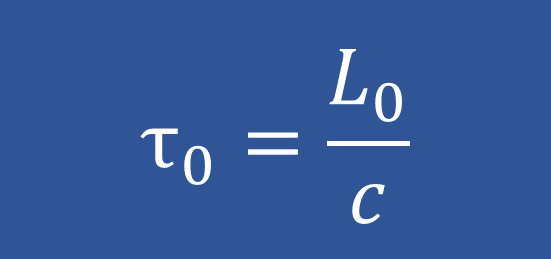 τ₀ = L₀ / c